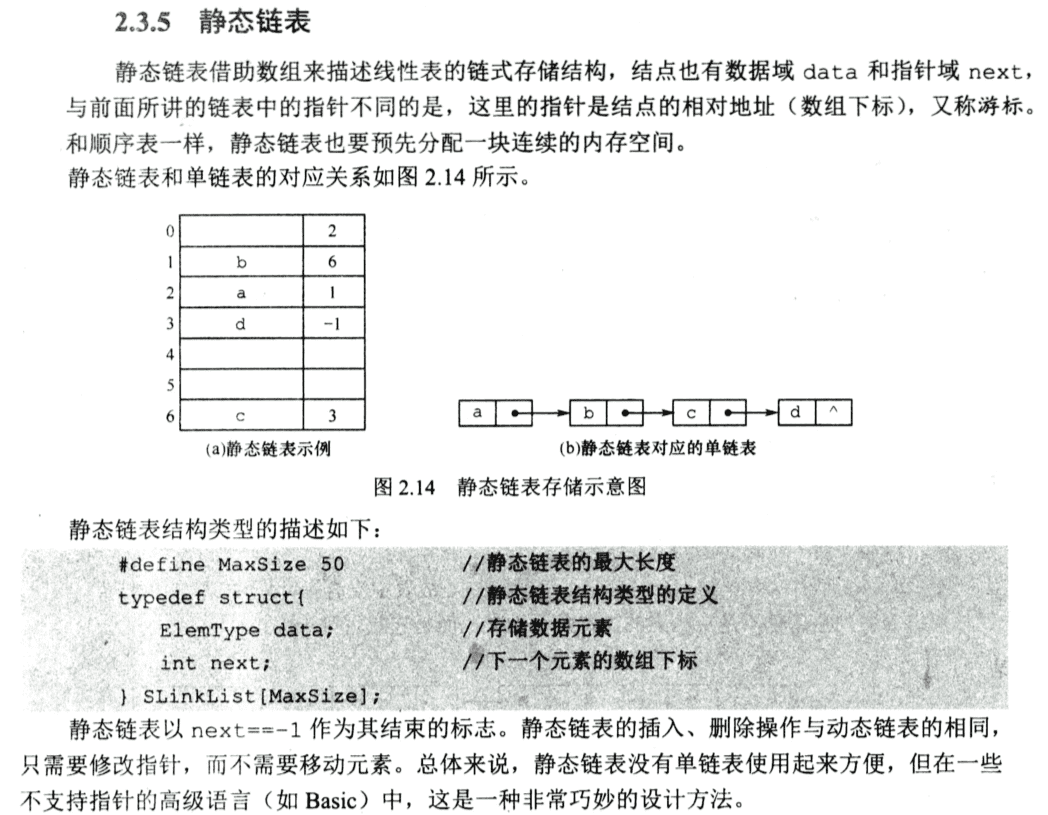 2.3.5 静态链表
静态链表借助数组来描述线性表的链式存储结构，结点也有数据域 data 和指针域 next，
与前面所讲的链表中的指针不同的是，这里的指针是结点的相对地址（数组下标），又称游标。
和顺序表一样，静态链表也要预先分配一块连续的内存空间。
静态链表和单链表的对应关系如图 2.14 所示。
0 2
1 b 6
2 a 1
3 d −1
4
5
6 c 3
a b c d ^
(a)静态链表示例 (b)静态链表对应的单链表
图 2.14 静态链表存储示意图
静态链表结构类型的描述如下：
#define MaxSize 50 //静态链表的最大长度
typedef struct{ //静态链表结构类型的定义
ElemType data; //存储数据元素
int next; //下一个元素的数组下标
} SLinkList[MaxSize];
静态链表以 next==-1 作为其结束的标志。静态链表的插入、删除操作与动态链表的相同，
只需要修改指针，而不需要移动元素。总体来说，静态链表没有单链表使用起来方便，但在一些
不支持指针的高级语言（如 Basic）中，这是一种非常巧妙的设计方法。